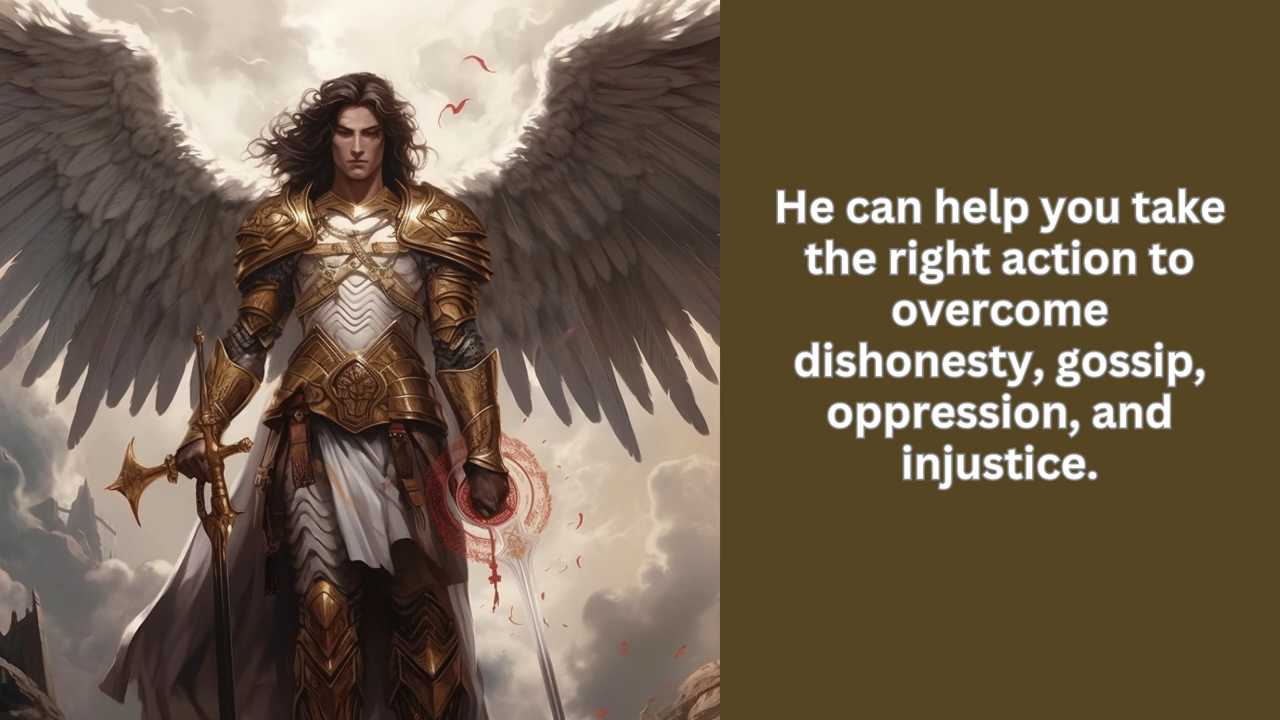 He can help you take
the right action to
overcome
dishonesty, gossip,
oppression, and
injustice.